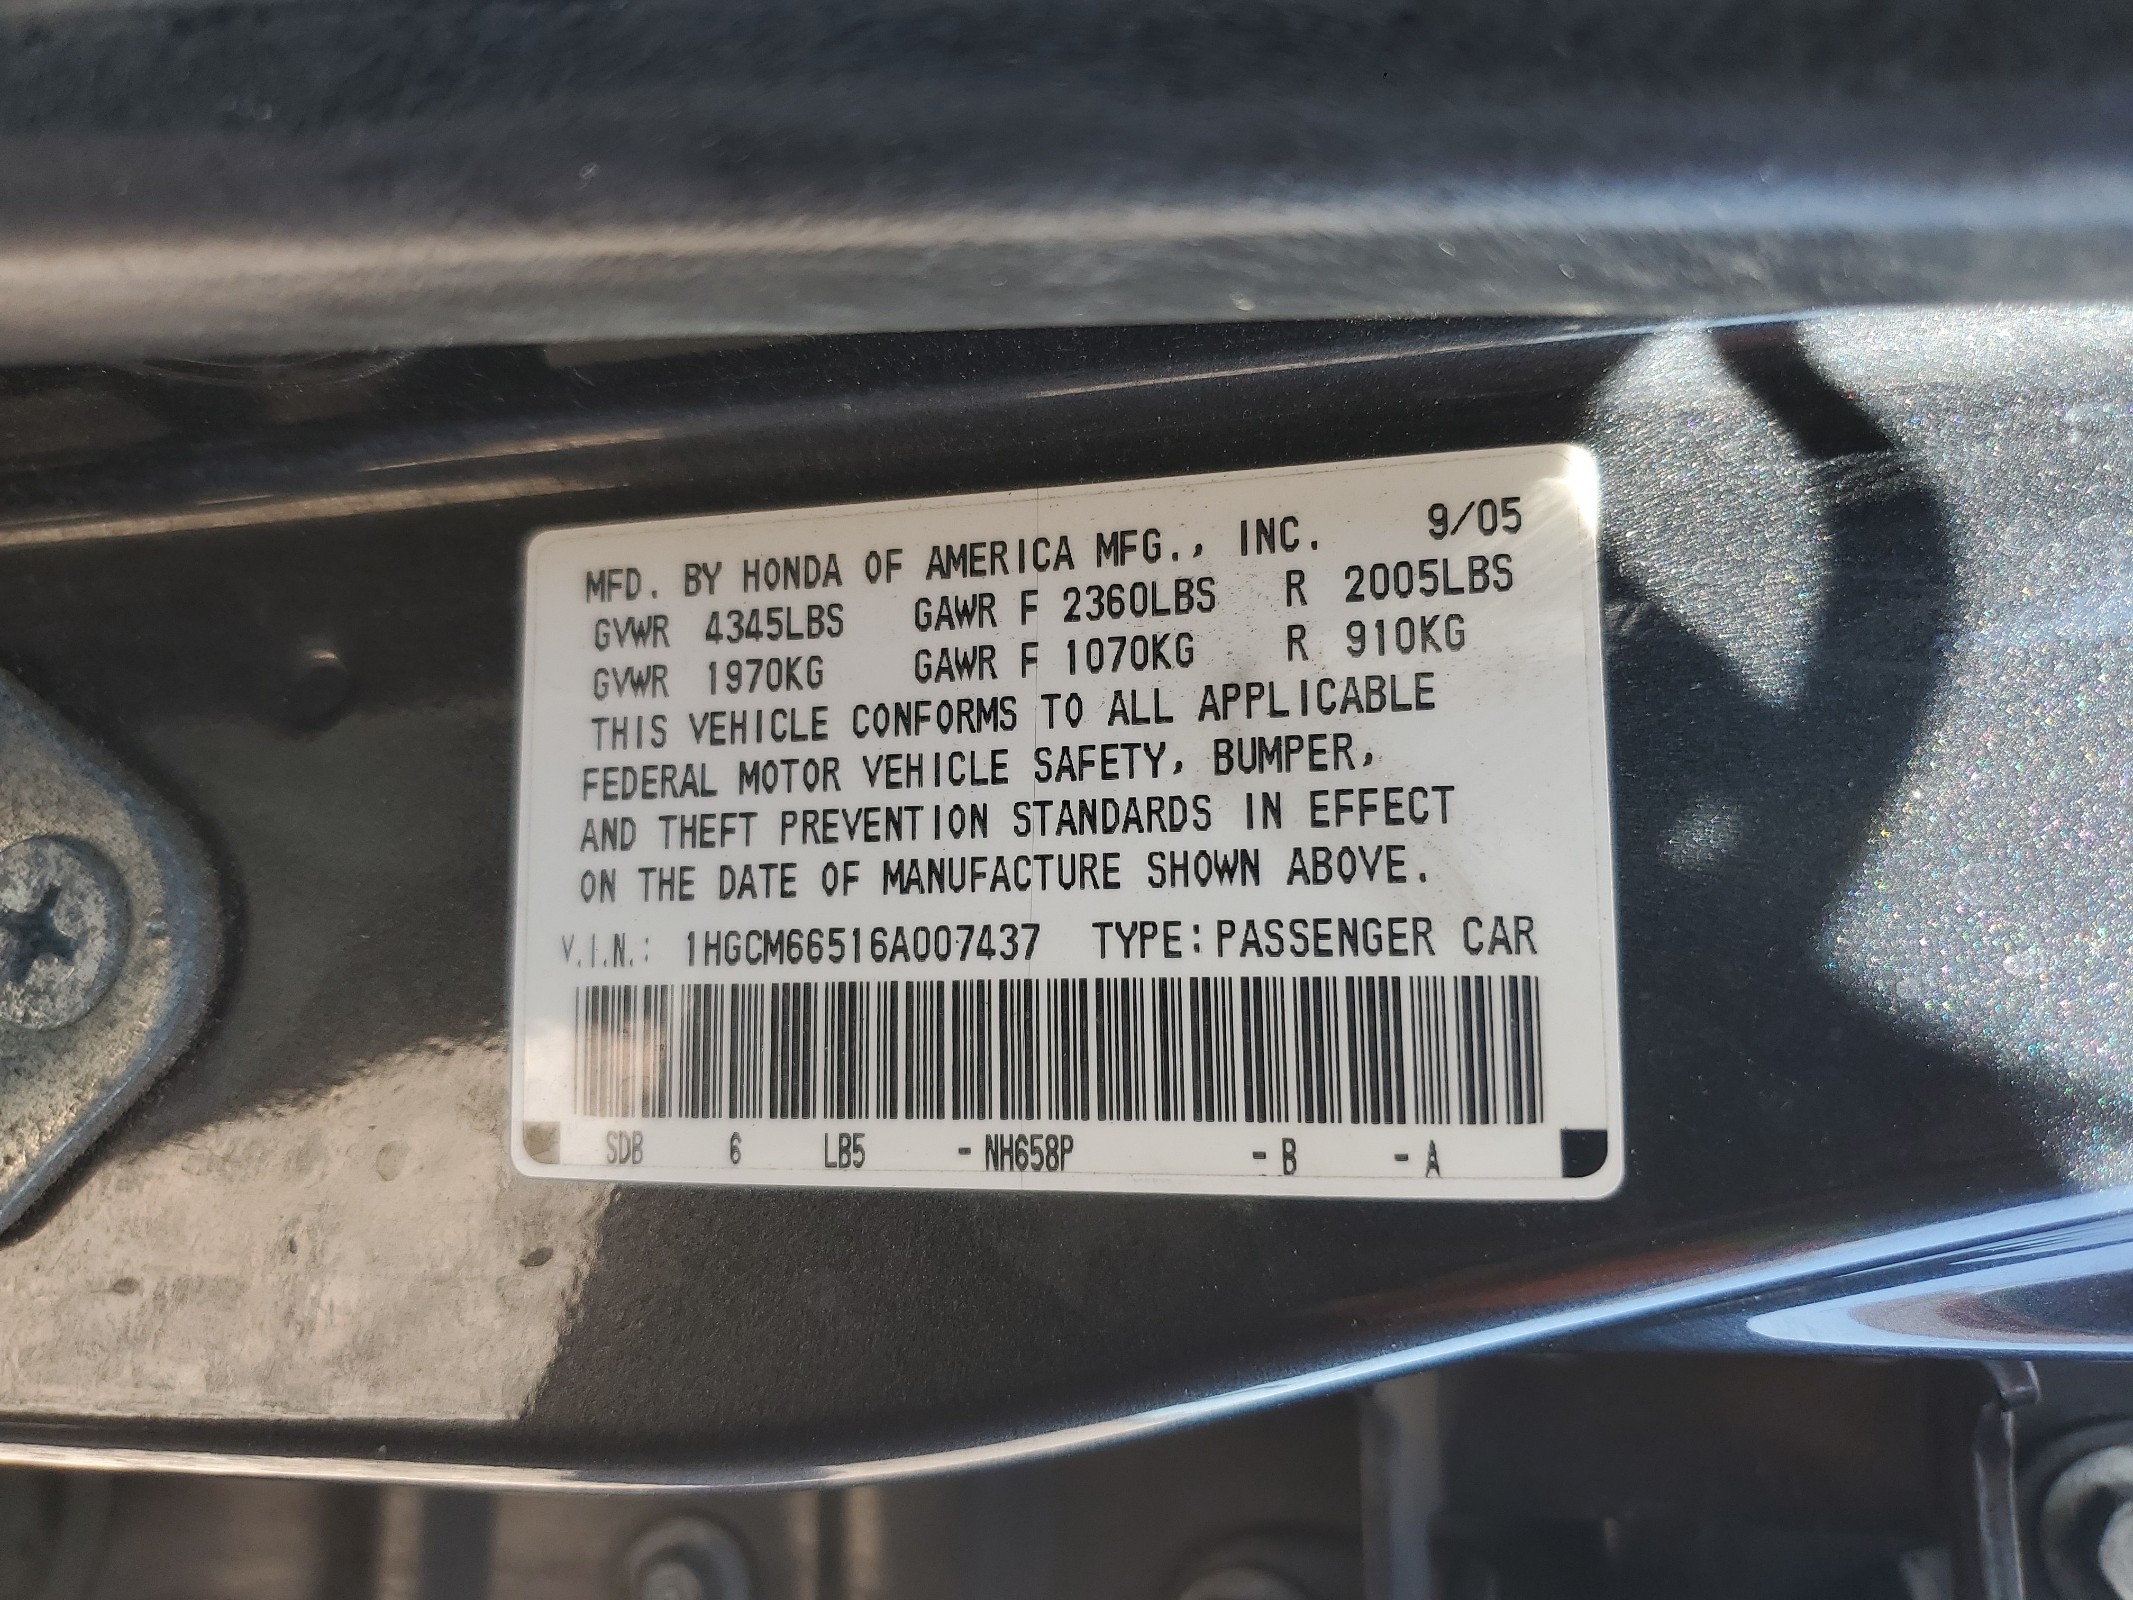 MFD. BY HONDA OF AMERICA MFG., INC. 9/05
GVWR 4345LBS GAWR F 2360LBS R 2005LBS
GVWR 1970KG GAWR F 1070KG R 910KG
THIS VEHICLE CONFORMS TO ALL APPLICABLE
FEDERAL MOTOR VEHICLE SAFETY, BUMPER,
AND THEFT PREVENTION STANDARDS IN EFFECT
ON THE DATE OF MANUFACTURE SHOWN ABOVE.
V.I.N.: 1HGCM66516A007437 TYPE: PASSENGER CAR
SDB 6 LB5 - NH658P - B - A